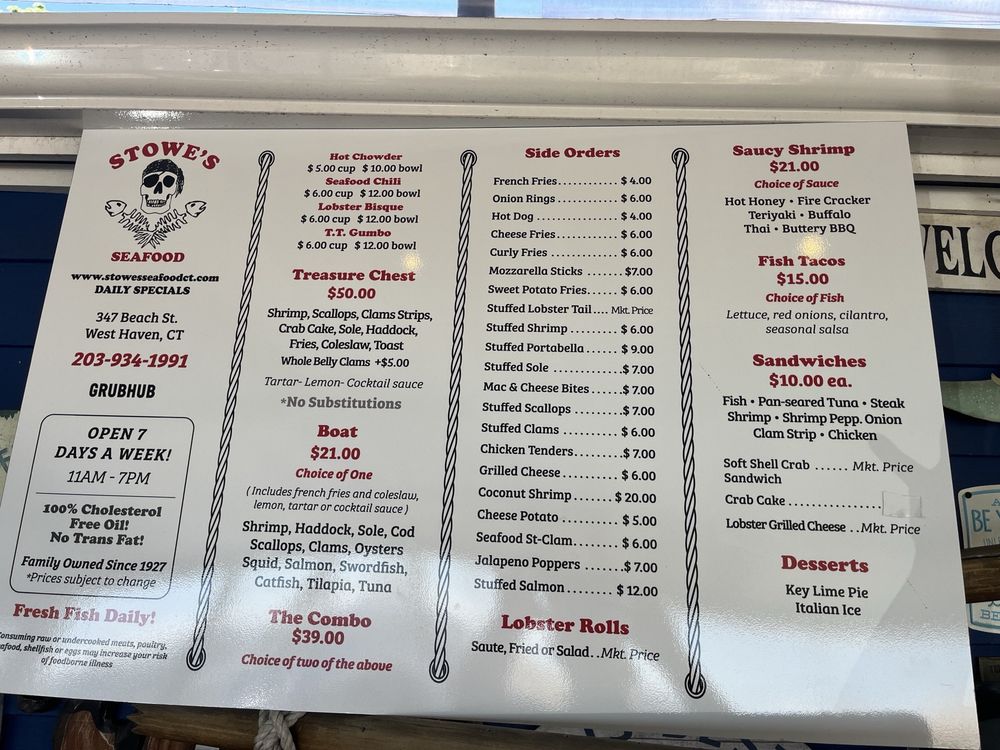 STOWE'S
SEAFOOD
www.stowesseafoodct.com
DAILY SPECIALS
347 Beach St.
West Haven, CT
203-934-1991
GRUBHUB
OPEN 7
DAYS A WEEK!
11AM - 7PM
100% Cholesterol
Free Oil!
No Trans Fat!
Family Owned Since 1927
*Prices subject to change
Fresh Fish Daily!
onsuming raw or undercooked meats, poultry,
afood, shellfish or eggs may increase your risk
of foodborne illness
Hot Chowder
$ 5.00 cup $ 10.00 bowl
Seafood Chili
$ 6.00 cup $ 12.00 bowl
Lobster Bisque
$ 6.00 cup $ 12.00 bowl
T.T. Gumbo
$ 6.00 cup $ 12.00 bowl
Treasure Chest
$50.00
Shrimp, Scallops, Clams Strips,
Crab Cake, Sole, Haddock,
Fries, Coleslaw, Toast
Whole Belly Clams +$5.00
Tartar- Lemon- Cocktail sauce
*No Substitutions
Boat
$21.00
Choice of One
( Includes french fries and coleslaw,
lemon, tartar or cocktail sauce )
Shrimp, Haddock, Sole, Cod
Scallops, Clams, Oysters
Squid, Salmon, Swordfish,
Catfish, Tilapia, Tuna
The Combo
$39.00
Choice of two of the above
Side Orders
French Fries............ $ 4.00
Onion Rings............ $ 6.00
Hot Dog ................ $ 4.00
Cheese Fries............ $ 6.00
Curly Fries ............. $ 6.00
Mozzarella Sticks ....... $7.00
Sweet Potato Fries...... $ 6.00
Stuffed Lobster Tail.... Mkt. Price
Stuffed Shrimp .......... $ 6.00
Stuffed Portabella ...... $ 9.00
Stuffed Sole .............$ 7.00
Mac & Cheese Bites ......$ 7.00
Stuffed Scallops .........$ 7.00
Stuffed Clams ........... $ 6.00
Chicken Tenders..........$ 7.00
Grilled Cheese........... $ 6.00
Coconut Shrimp......... $ 20.00
Cheese Potato .......... $ 5.00
Seafood St-Clam......... $ 6.00
Jalapeno Poppers .......$ 7.00
Stuffed Salmon......... $ 12.00
Lobster Rolls
Saute, Fried or Salad. .Mkt. Price
Saucy Shrimp
$21.00
Choice of Sauce
Hot Honey • Fire Cracker
Teriyaki • Buffalo
Thai • Buttery BBQ
Fish Tacos
$15.00
Choice of Fish
Lettuce, red onions, cilantro,
seasonal salsa
Sandwiches
$10.00 ea.
Fish • Pan-seared Tuna • Steak
Shrimp • Shrimp Pepp. Onion
Clam Strip • Chicken
Soft Shell Crab ...... Mkt. Price
Sandwich
Crab Cake ................
Lobster Grilled Cheese . .Mkt. Price
Desserts
Key Lime Pie
Italian Ice
WELC
BE Y
BE